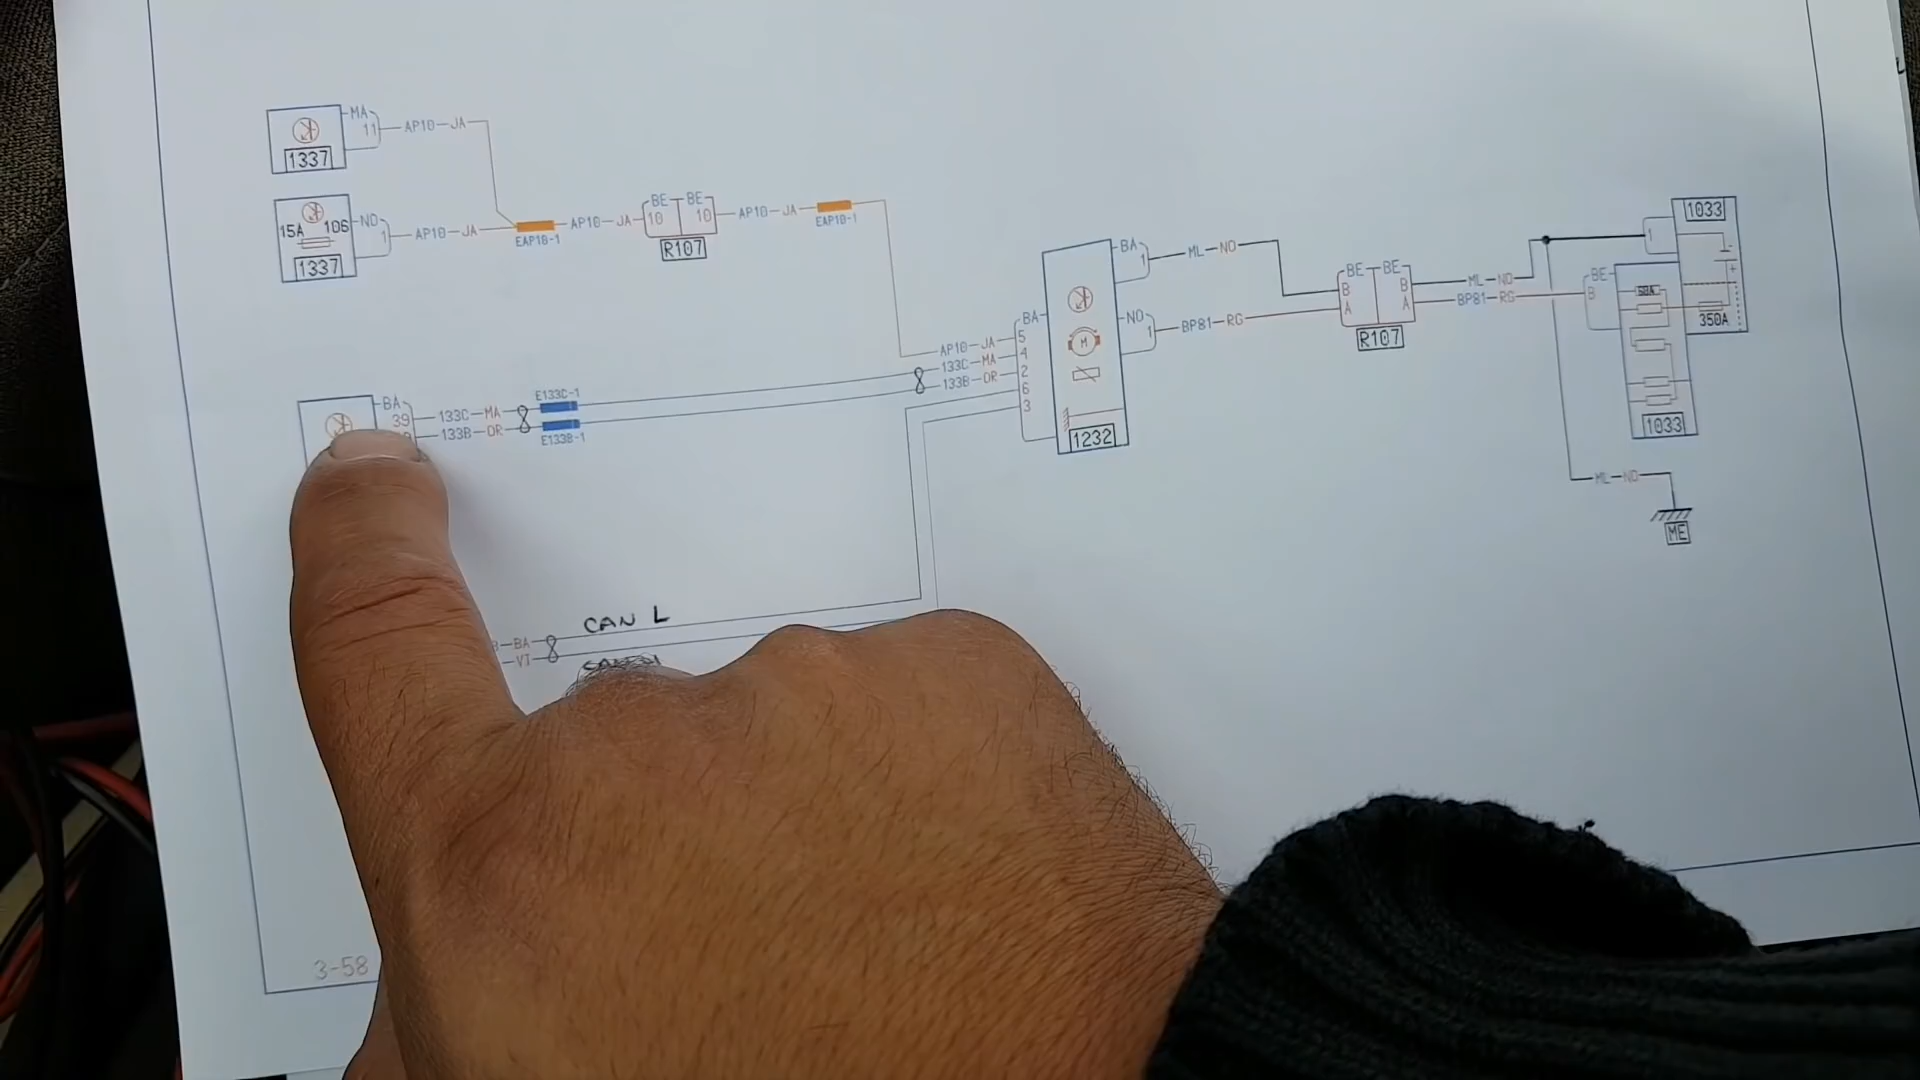 MA
11
AP10-JA
1337
15A 106
NO
1
AP10-JA
1337
EAP10-1
AP10-JA
BE BE
10 10
R107
AP10-JA
EAP10-1
BA
39
133C-MA
133B-OR
E133C-1
E133B-1
BA
5
4
2
6
3
AP10-JA
133C-MA
133B-OR
M
1232
BA
1
ML-NO
NO
1
BP81-RG
BE BE
B B
A A
R107
ML-NO
BP81-RG
1033
1
BE
B
350A
1033
ML-NO
ME
CAN L
BA
VI
3-58